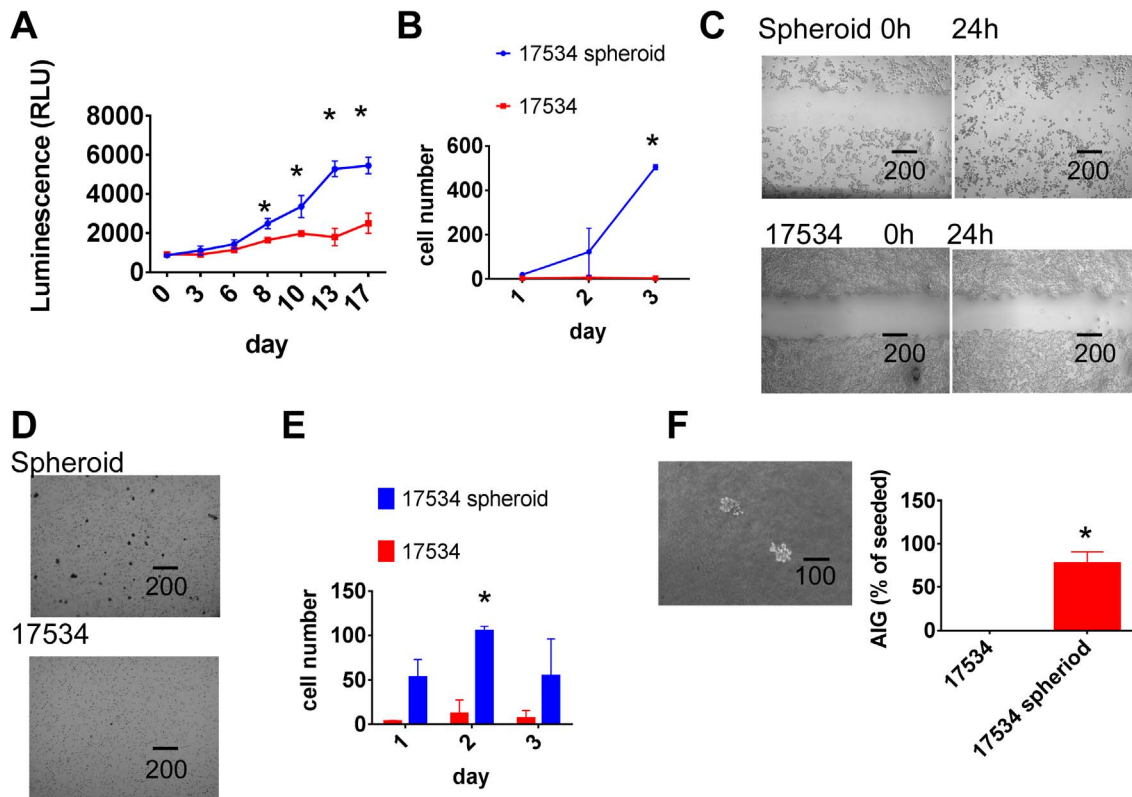 A
Luminescence (RLU)
8000
6000
4000
2000
0
* * * *
0 3 6 8 10 13 17
day
B
17534 spheroid
17534
cell number
600
400
200
0
*
1 2 3
day
C
Spheroid 0h 24h
200 200
17534 0h 24h
200 200
D
Spheroid
200
17534
200
E
17534 spheroid
17534
cell number
150
100
50
0
*
1 2 3
day
F
100
AIG (% of seeded)
150
100
50
0
*
17534 17534 spheriod